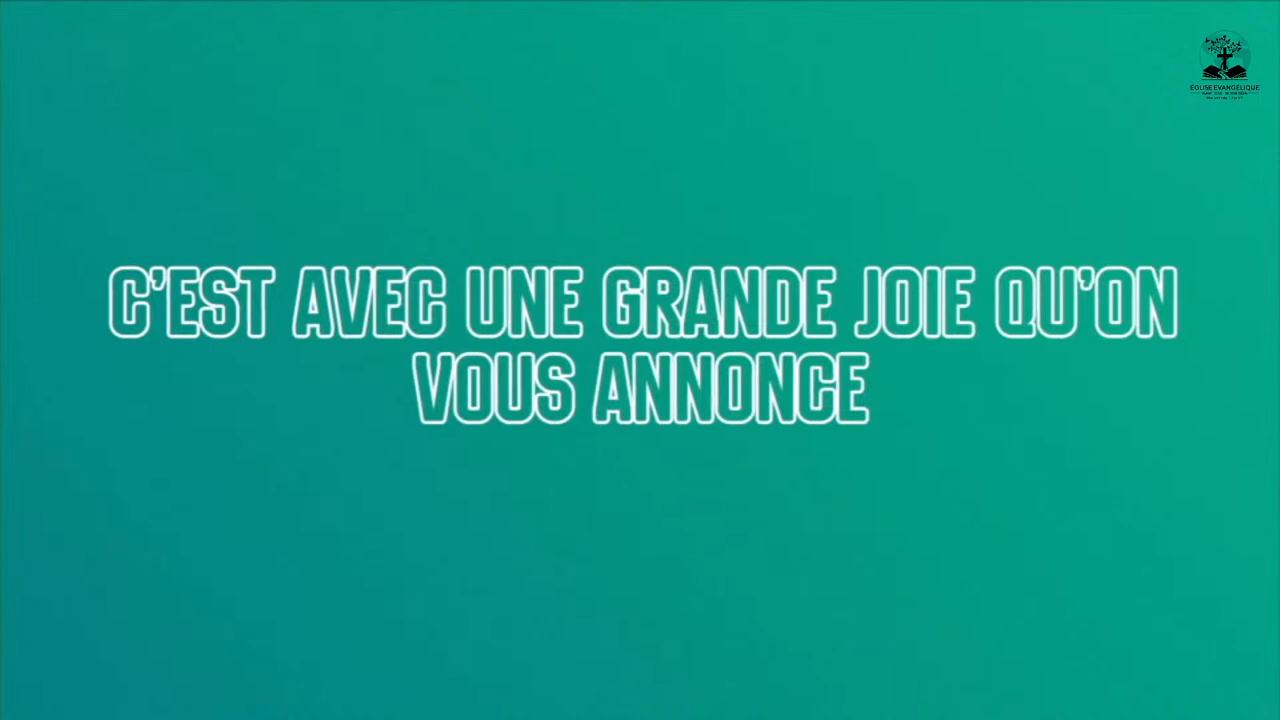 ÉGLISE EVANGÉLIQUE
C'EST AVEC UNE GRANDE JOIE QU'ON
VOUS ANNONCE